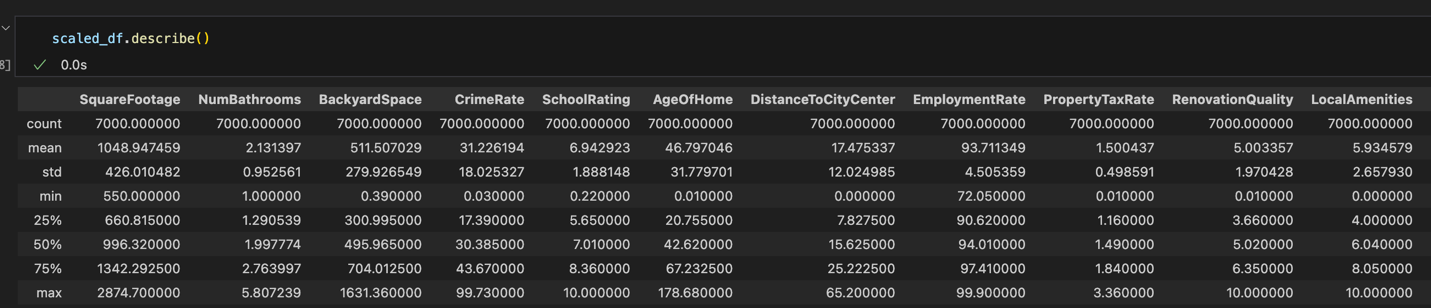 scaled_df.describe()
8] 0.0s
SquareFootage NumBathrooms BackyardSpace CrimeRate SchoolRating AgeOfHome DistanceToCityCenter EmploymentRate PropertyTaxRate RenovationQuality LocalAmenities
count 7000.000000 7000.000000 7000.000000 7000.000000 7000.000000 7000.000000 7000.000000 7000.000000 7000.000000 7000.000000 7000.000000
mean 1048.947459 2.131397 511.507029 31.226194 6.942923 46.797046 17.475337 93.711349 1.500437 5.003357 5.934579
std 426.010482 0.952561 279.926549 18.025327 1.888148 31.779701 12.024985 4.505359 0.498591 1.970428 2.657930
min 550.000000 1.000000 0.390000 0.030000 0.220000 0.010000 0.000000 72.050000 0.010000 0.010000 0.000000
25% 660.815000 1.290539 300.995000 17.390000 5.650000 20.755000 7.827500 90.620000 1.160000 3.660000 4.000000
50% 996.320000 1.997774 495.965000 30.385000 7.010000 42.620000 15.625000 94.010000 1.490000 5.020000 6.040000
75% 1342.292500 2.763997 704.012500 43.670000 8.360000 67.232500 25.222500 97.410000 1.840000 6.350000 8.050000
max 2874.700000 5.807239 1631.360000 99.730000 10.000000 178.680000 65.200000 99.900000 3.360000 10.000000 10.000000